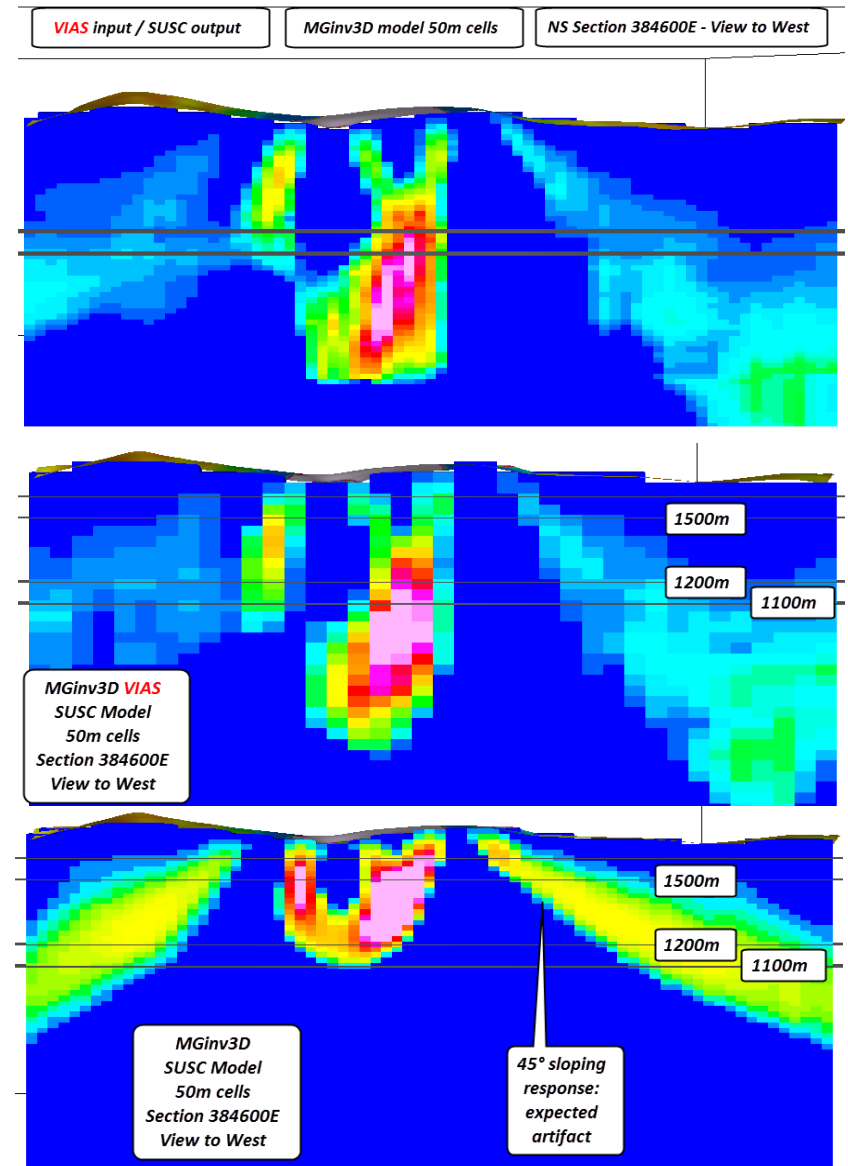 VIAS input / SUSC output
MGinv3D model 50m cells
NS Section 384600E - View to West
1500m
1200m
1100m
MGinv3D VIAS
SUSC Model
50m cells
Section 384600E
View to West
1500m
1200m
1100m
MGinv3D
SUSC Model
50m cells
Section 384600E
View to West
45° sloping
response:
expected
artifact